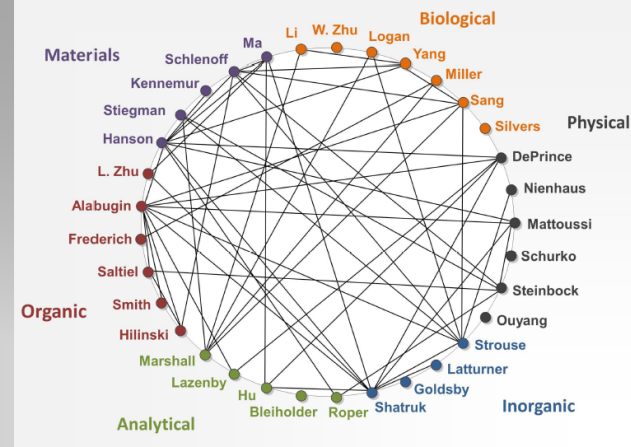 Biological
Li
W. Zhu
Logan
Yang
Miller
Sang
Silvers
Physical
DePrince
Nienhaus
Mattoussi
Schurko
Steinbock
Ouyang
Inorganic
Strouse
Latturner
Goldsby
Shatruk
Analytical
Roper
Bleiholder
Hu
Lazenby
Marshall
Organic
Hilinski
Smith
Saltiel
Frederich
Alabugin
L. Zhu
Materials
Hanson
Stiegman
Kennemur
Schlenoff
Ma